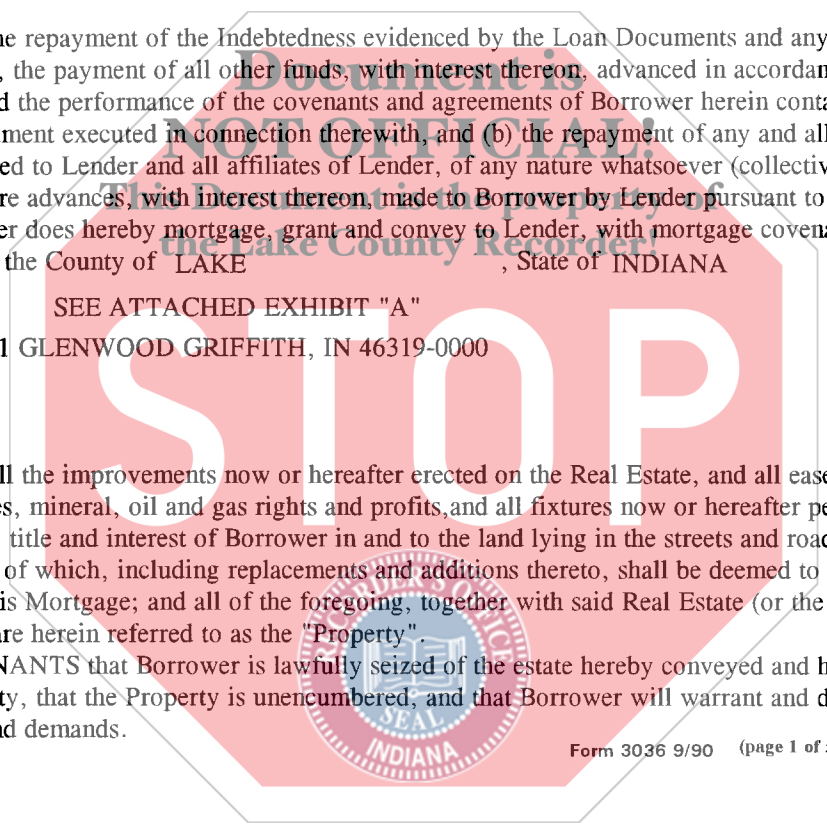 ne repayment of the Indebtedness evidenced by the Loan Documents and any
, the payment of all other funds, with interest thereon, advanced in accordan
d the performance of the covenants and agreements of Borrower herein conta
ment executed in connection therewith, and (b) the repayment of any and all
ed to Lender and all affiliates of Lender, of any nature whatsoever (collectiv
re advances, with interest thereon, made to Borrower by Lender pursuant to
er does hereby mortgage, grant and convey to Lender, with mortgage covena
the County of LAKE , State of INDIANA
Document is
NOT OFFICIAL!
This Document is the property of
the Lake County Recorder!
SEE ATTACHED EXHIBIT "A"
1 GLENWOOD GRIFFITH, IN 46319-0000
STOP
ll the improvements now or hereafter erected on the Real Estate, and all ease
es, mineral, oil and gas rights and profits,and all fixtures now or hereafter pe
title and interest of Borrower in and to the land lying in the streets and road
of which, including replacements and additions thereto, shall be deemed to
is Mortgage; and all of the foregoing, together with said Real Estate (or the
are herein referred to as the "Property".
NANTS that Borrower is lawfully seized of the estate hereby conveyed and h
ty, that the Property is unencumbered, and that Borrower will warrant and d
nd demands.
RECORDER'S OFFICE
SEAL
INDIANA
Form 3036 9/90 (page 1 of